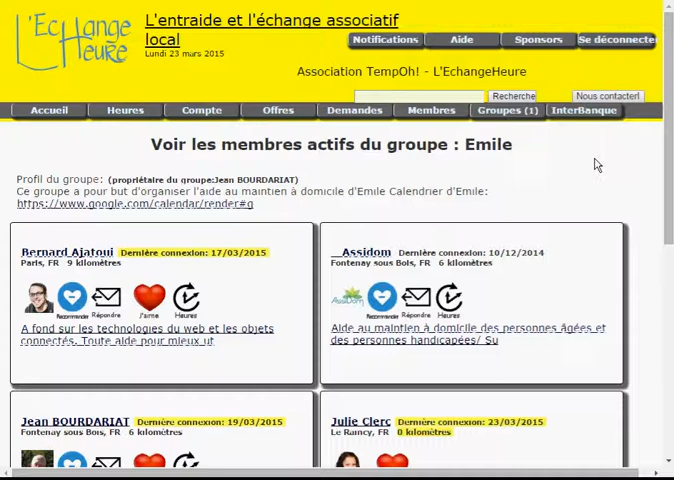 L'EcHange Heure
L'entraide et l'échange associatif
local
Lundi 23 mars 2015
Notifications Aide Sponsors Se déconnecter
Association TempOh! - L'EchangeHeure
Recherche Nous contacter!
Accueil Heures Compte Offres Demandes Membres Groupes (1) InterBanque
Voir les membres actifs du groupe : Emile
Profil du groupe: (propriétaire du groupe:Jean BOURDARIAT)
Ce groupe a pour but d'organiser l'aide au maintien à domicile d'Emile Calendrier d'Emile:
https://www.google.com/calendar/render#g
Bernard Ajatoui Dernière connexion: 17/03/2015
Paris, FR 9 kilomètres
Recommander Répondre J'aime Heures
A fond sur les technologies du web et les objets
connectés. Toute aide pour mieux ut
__Assidom Dernière connexion: 10/12/2014
Fontenay sous Bois, FR 6 kilomètres
AssiDom Recommander Répondre Heures
Aide au maintien à domicile des personnes âgées et
des personnes handicapées/ Su
Jean BOURDARIAT Dernière connexion: 19/03/2015
Fontenay sous Bois, FR 6 kilomètres
Julie Clerc Dernière connexion: 23/03/2015
Le Raincy, FR 0 kilomètres